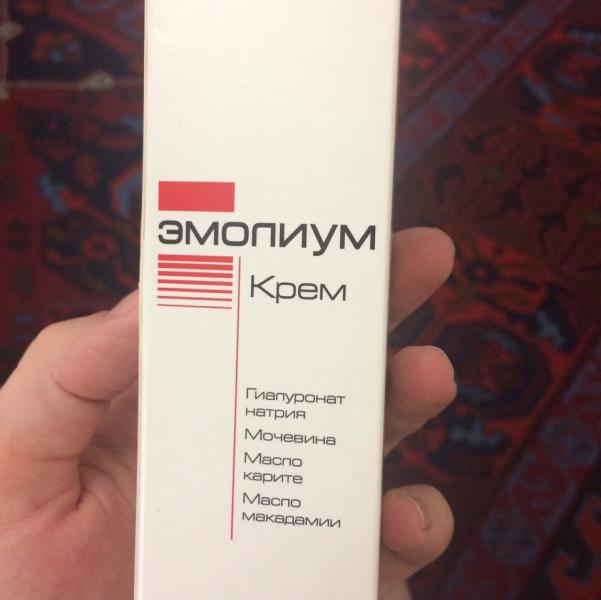 эмолиум
Крем
Гиалуронат
натрия
Мочевина
Масло
карите
Масло
макадамии